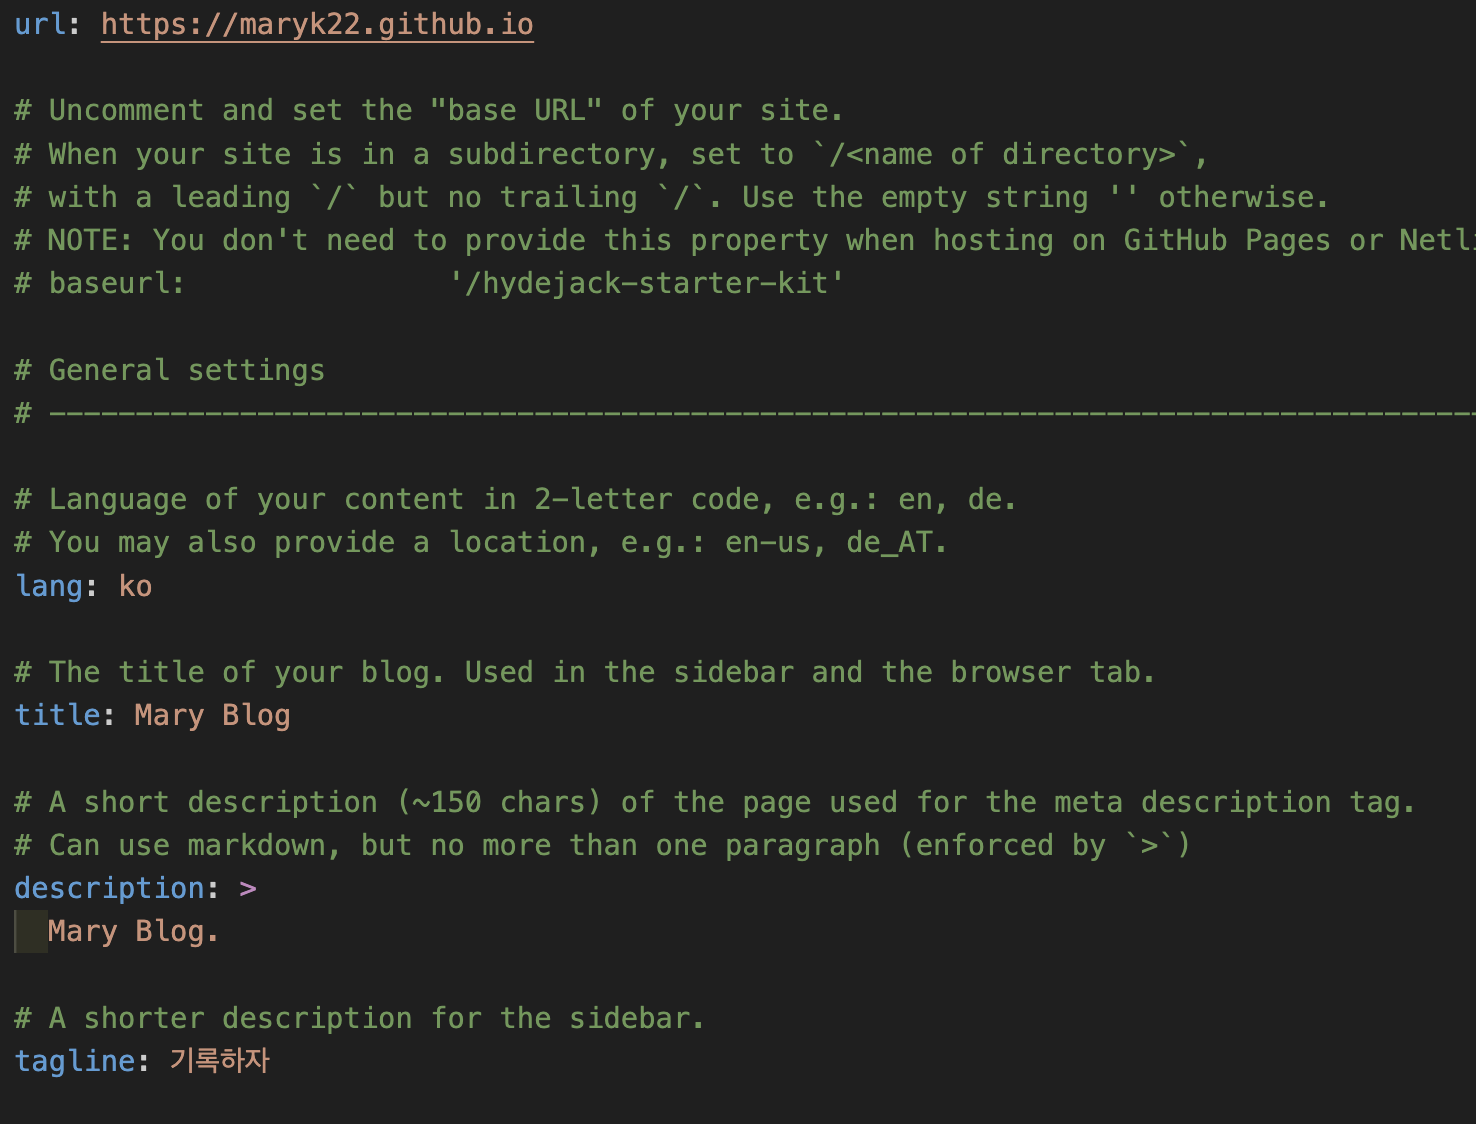 url: https://maryk22.github.io
# Uncomment and set the "base URL" of your site.
# When your site is in a subdirectory, set to `/<name of directory>`,
# with a leading `/` but no trailing `/`. Use the empty string '' otherwise.
# NOTE: You don't need to provide this property when hosting on GitHub Pages or Netli
# baseurl: '/hydejack-starter-kit'
# General settings
# ----------------------------------------------------------------------------------
# Language of your content in 2-letter code, e.g.: en, de.
# You may also provide a location, e.g.: en-us, de_AT.
lang: ko
# The title of your blog. Used in the sidebar and the browser tab.
title: Mary Blog
# A short description (~150 chars) of the page used for the meta description tag.
# Can use markdown, but no more than one paragraph (enforced by `>`)
description: >
Mary Blog.
# A shorter description for the sidebar.
tagline: 기록하자